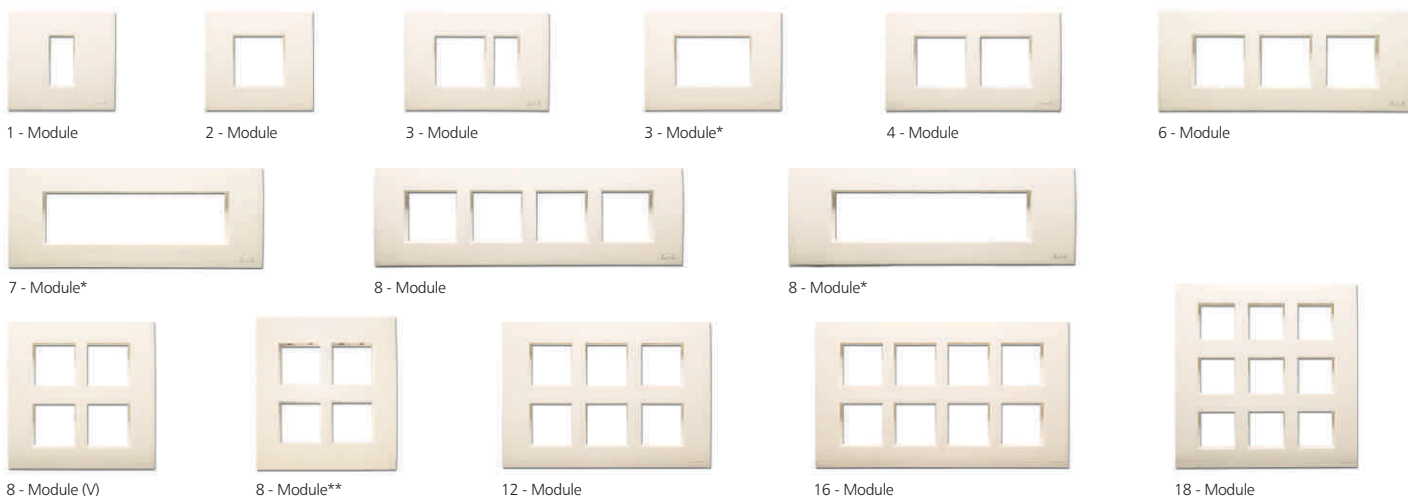 1 - Module
2 - Module
3 - Module
3 - Module*
4 - Module
6 - Module
7 - Module*
8 - Module
8 - Module*
8 - Module (V)
8 - Module**
12 - Module
16 - Module
18 - Module